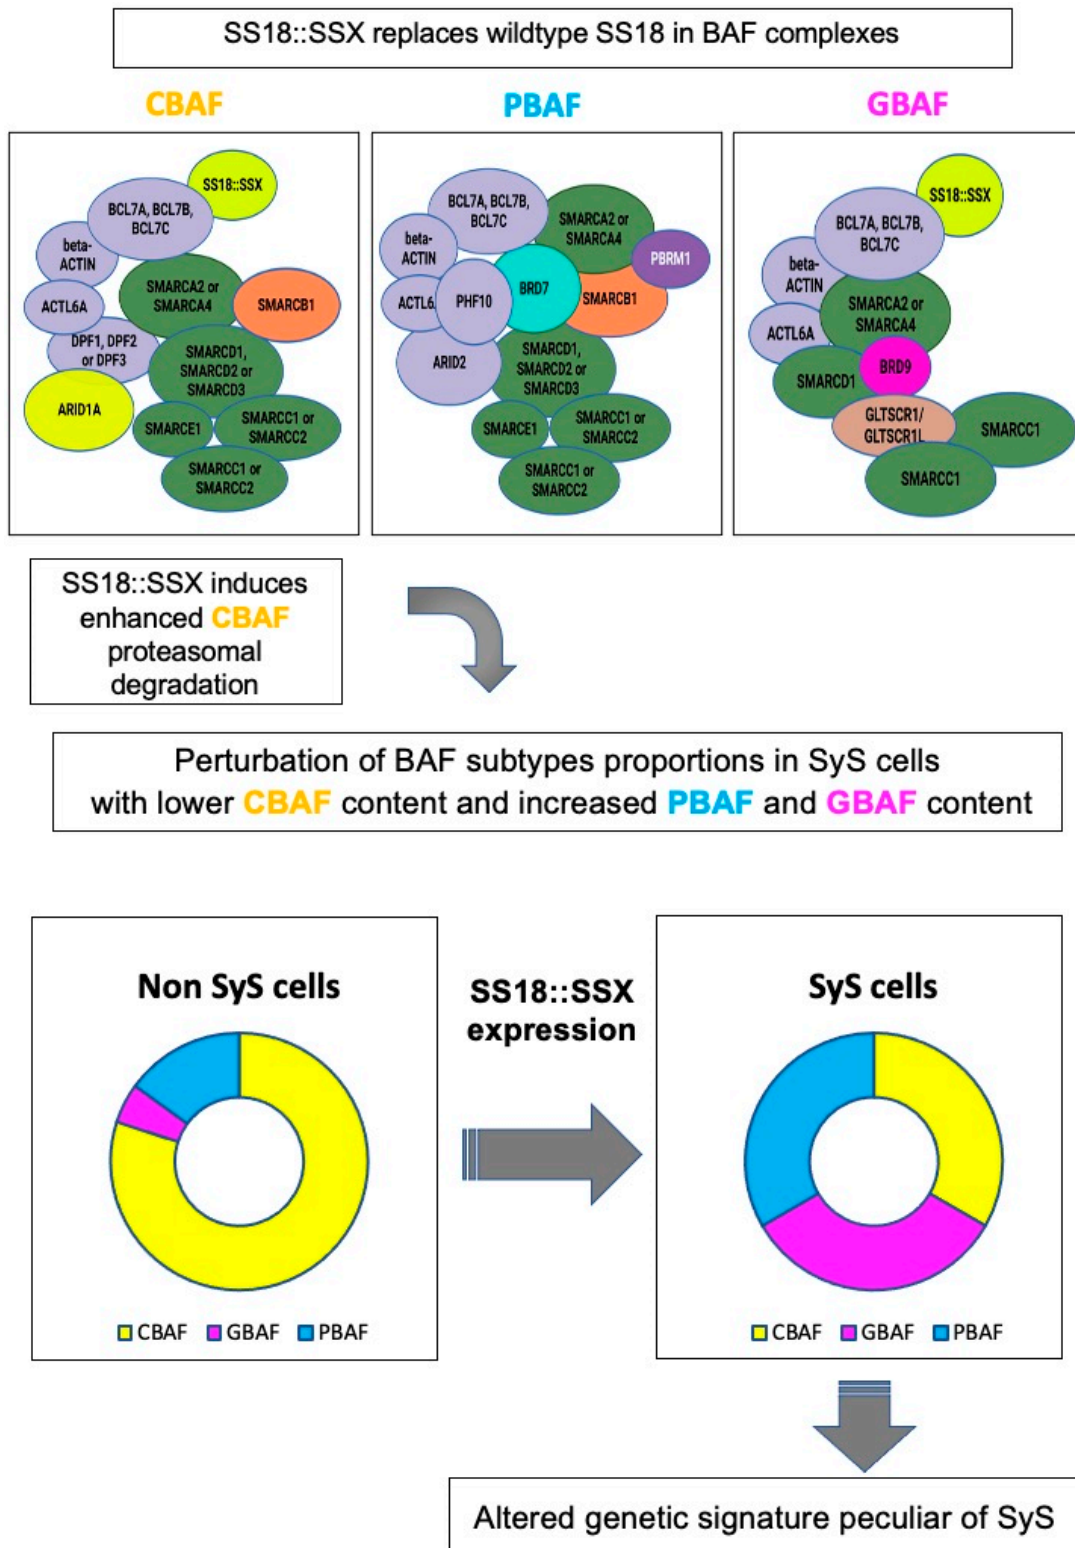 SS18::SSX replaces wildtype SS18 in BAF complexes
CBAF
SS18::SSX
BCL7A, BCL7B,
BCL7C
beta-
ACTIN
SMARCA2 or
SMARCA4
SMARCB1
ACTL6A
DPF1, DPF2
or DPF3
SMARCD1,
SMARCD2 or
SMARCD3
ARID1A
SMARCE1
SMARCC1 or
SMARCC2
SMARCC1 or
SMARCC2
PBAF
BCL7A, BCL7B,
BCL7C
SMARCA2 or
SMARCA4
beta-
ACTIN
PBRM1
BRD7
ACTL6
PHF10
SMARCB1
ARID2
SMARCD1,
SMARCD2 or
SMARCD3
SMARCE1
SMARCC1 or
SMARCC2
SMARCC1 or
SMARCC2
GBAF
SS18::SSX
BCL7A, BCL7B,
BCL7C
beta-
ACTIN
SMARCA2 or
SMARCA4
ACTL6A
BRD9
SMARCD1
GLTSCR1/
GLTSCR1L
SMARCC1
SMARCC1
SS18::SSX induces
enhanced CBAF
proteasomal
degradation
Perturbation of BAF subtypes proportions in SyS cells
with lower CBAF content and increased PBAF and GBAF content
Non SyS cells
CBAF GBAF PBAF
SS18::SSX
expression
SyS cells
CBAF GBAF PBAF
Altered genetic signature peculiar of SyS